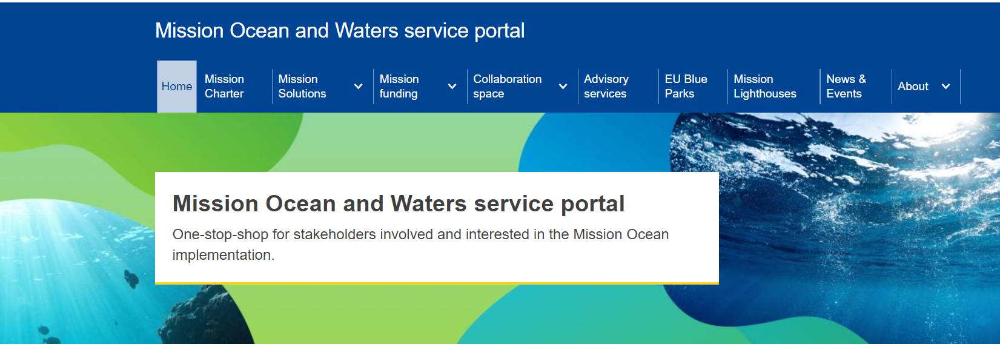 Mission Ocean and Waters service portal
Home
Mission
Charter
Mission
Solutions
Mission
funding
Collaboration
space
Advisory
services
EU Blue
Parks
Mission
Lighthouses
News &
Events
About
Mission Ocean and Waters service portal
One-stop-shop for stakeholders involved and interested in the Mission Ocean
implementation.